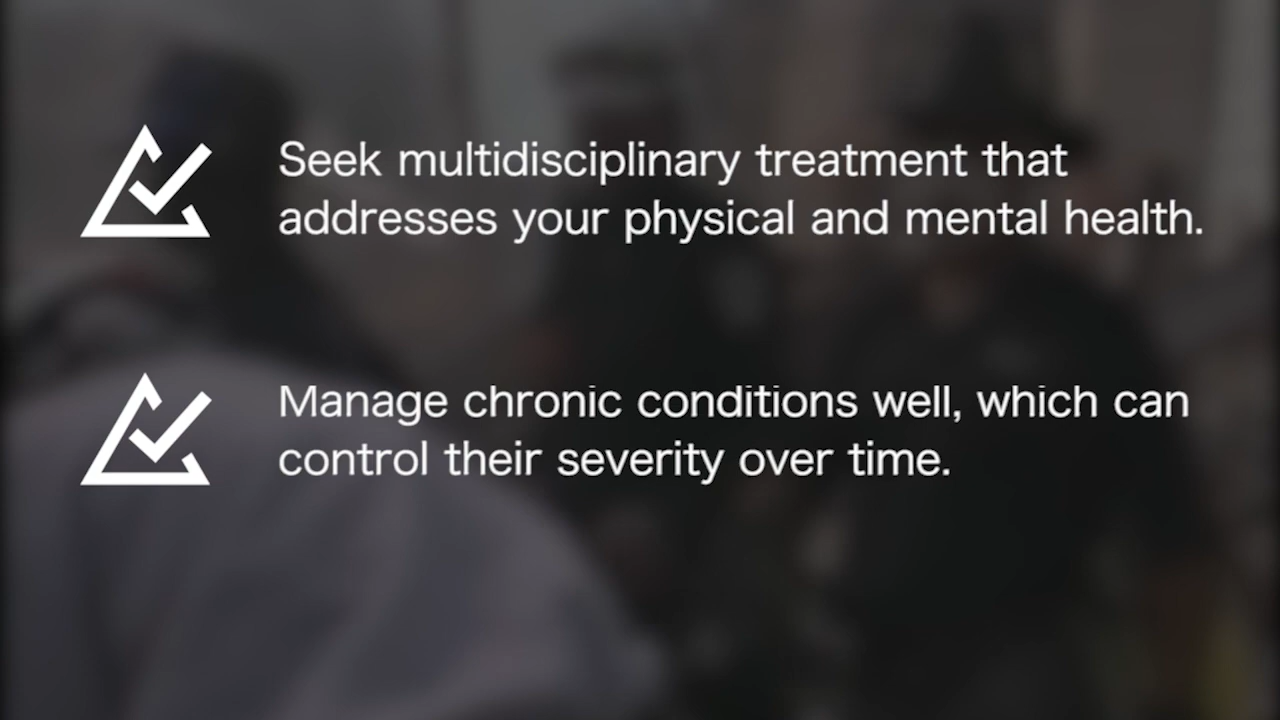 Seek multidisciplinary treatment that
addresses your physical and mental health.
Manage chronic conditions well, which can
control their severity over time.